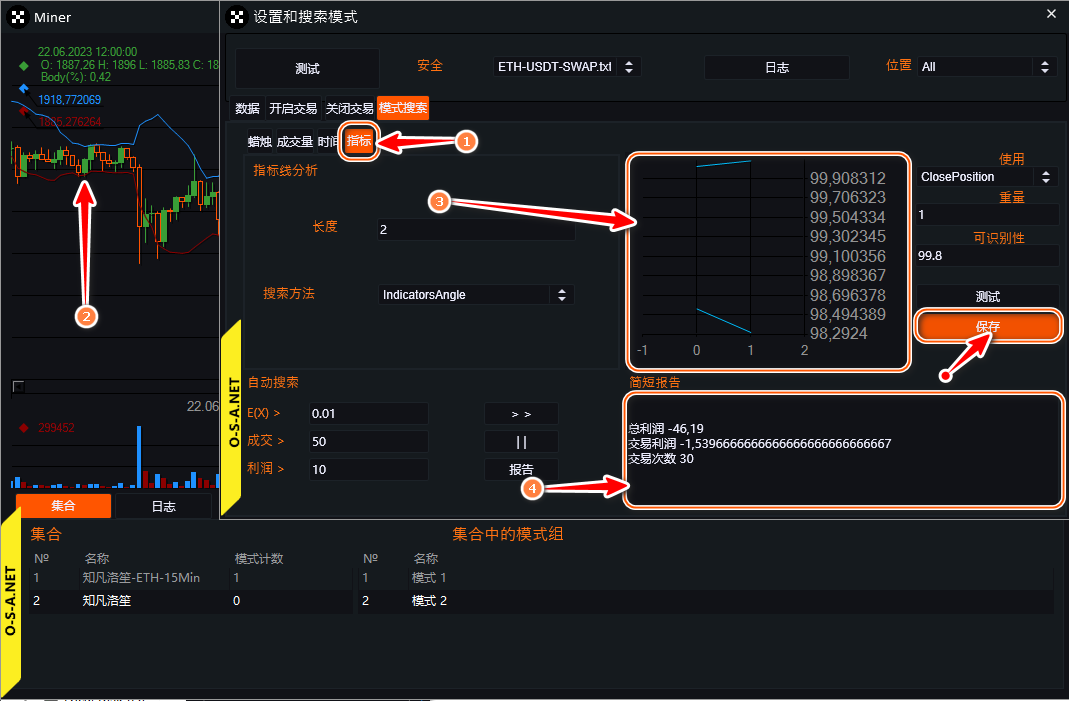 Miner
设置和搜索模式
22.06.2023 12:00:00
O: 1887,26 H: 1896 L: 1885,83 C: 18
Body(%): 0,42
1918,772069
1885,276264
测试
安全
ETH-USDT-SWAP.txt
日志
位置
All
数据 开启交易 关闭交易 模式搜索
蜡烛 成交量 时间 指标
1
指标线分析
3
长度
2
搜索方法
IndicatorsAngle
2
99,908312
99,706323
99,504334
99,302345
99,100356
98,898367
98,696378
98,494389
98,2924
-1 0 1 2
使用
ClosePosition
重量
1
可识别性
99.8
测试
保存
自动搜索
E(X) > 0.01 > >
成交 > 50 ||
利润 > 10 报告
4
简短报告
总利润 -46,19
交易利润 -1,5396666666666666666666666667
交易次数 30
22.06
299452
O-S-A.NET
集合
日志
集合
集合中的模式组
№ 名称 模式计数 № 名称
1 知凡洛笙-ETH-15Min 1 1 模式 1
2 知凡洛笙 0 2 模式 2
O-S-A.NET